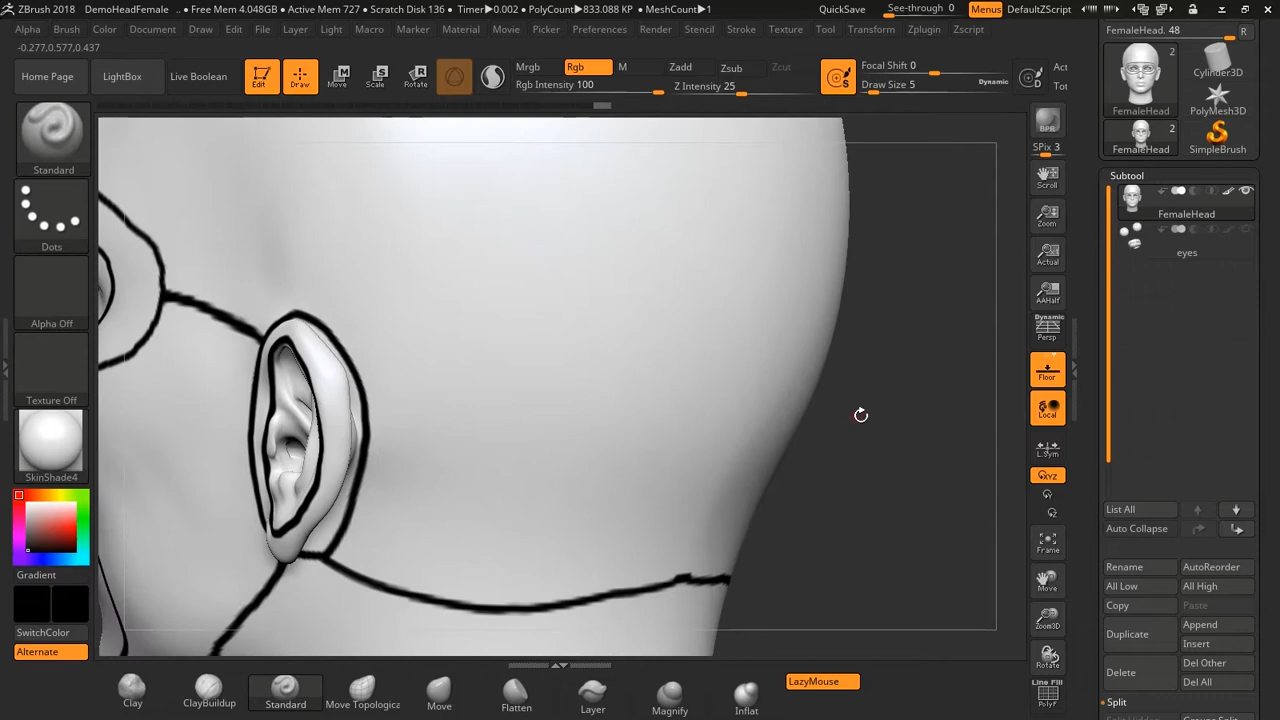 ZBrush 2018 DemoHeadFemale .. • Free Mem 4.048GB • Active Mem 727 • Scratch Disk 136 • Timer▶0.002 • PolyCount▶833.088 KP • MeshCount▶1 QuickSave See-through 0 Menus DefaultZScript
Alpha Brush Color Document Draw Edit File Layer Light Macro Marker Material Movie Picker Preferences Render Stencil Stroke Texture Tool Transform Zplugin Zscript
-0.277,0.577,0.437
Home Page LightBox Live Boolean Edit Draw Move Scale Rotate
Mrgb Rgb M Zadd Zsub Zcut
Rgb Intensity 100 Z Intensity 25
Focal Shift 0
Draw Size 5 Dynamic
Act
Tot
Standard
Dots
Alpha Off
Texture Off
SkinShade4
Gradient
SwitchColor
Alternate
Clay ClayBuildup Standard Move Topologica Move Flatten Layer Magnify Inflat LazyMouse
BPR
SPix 3
Scroll
Zoom
Actual
AAHalf
Dynamic
Persp
Floor
Local
L.Sym
XYZ
Frame
Move
Zoom3D
Rotate
Line Fill
PolyF
FemaleHead. 48 R
2
FemaleHead Cylinder3D
PolyMesh3D
2
FemaleHead SimpleBrush
Subtool
FemaleHead
eyes
List All
Auto Collapse
Rename AutoReorder
All Low All High
Copy Paste
Duplicate Append
Insert
Delete Del Other
Del All
Split